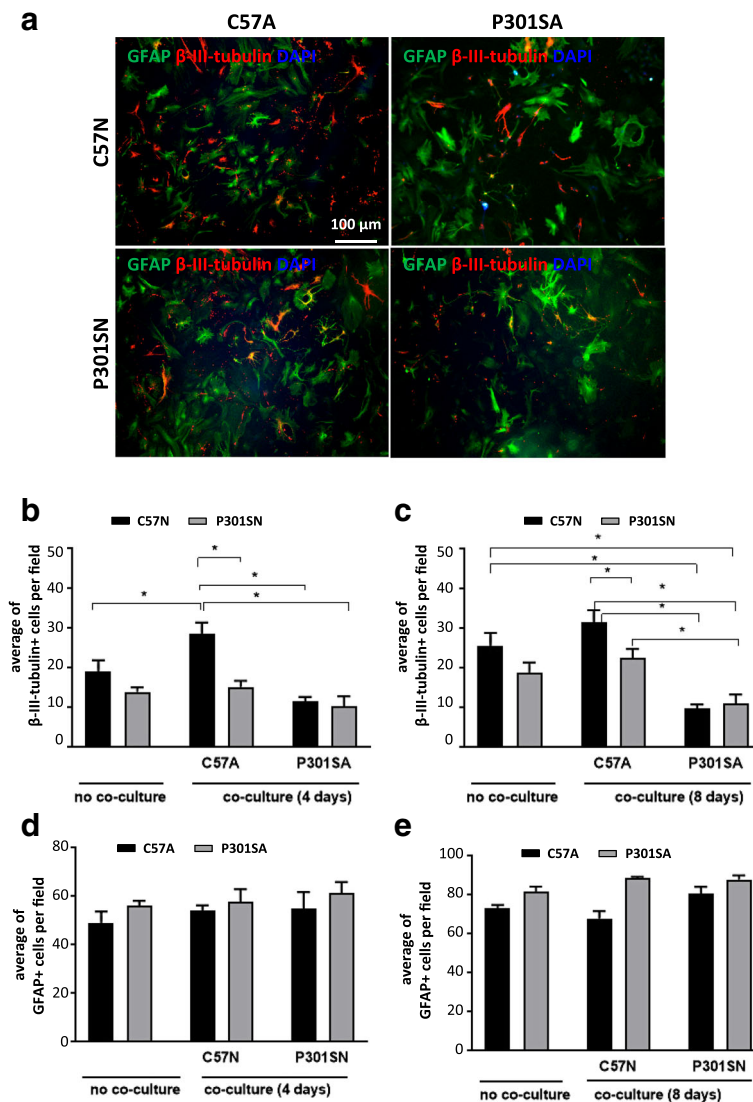 a
C57A P301SA
C57N
GFAP β-III-tubulin DAPI
GFAP β-III-tubulin DAPI
100 μm
P301SN
GFAP β-III-tubulin DAPI
GFAP β-III-tubulin DAPI
b
C57N P301SN
average of
β-III-tubulin+ cells per field
50
40
30
20
10
0
* * * *
C57A P301SA
no co-culture co-culture (4 days)
c
C57N P301SN
average of
β-III-tubulin+ cells per field
50
40
30
20
10
0
* * * * * *
C57A P301SA
no co-culture co-culture (8 days)
d
C57A P301SA
average of
GFAP+ cells per field
80
60
40
20
0
C57N P301SN
no co-culture co-culture (4 days)
e
C57A P301SA
average of
GFAP+ cells per field
100
80
60
40
20
0
C57N P301SN
no co-culture co-culture (8 days)